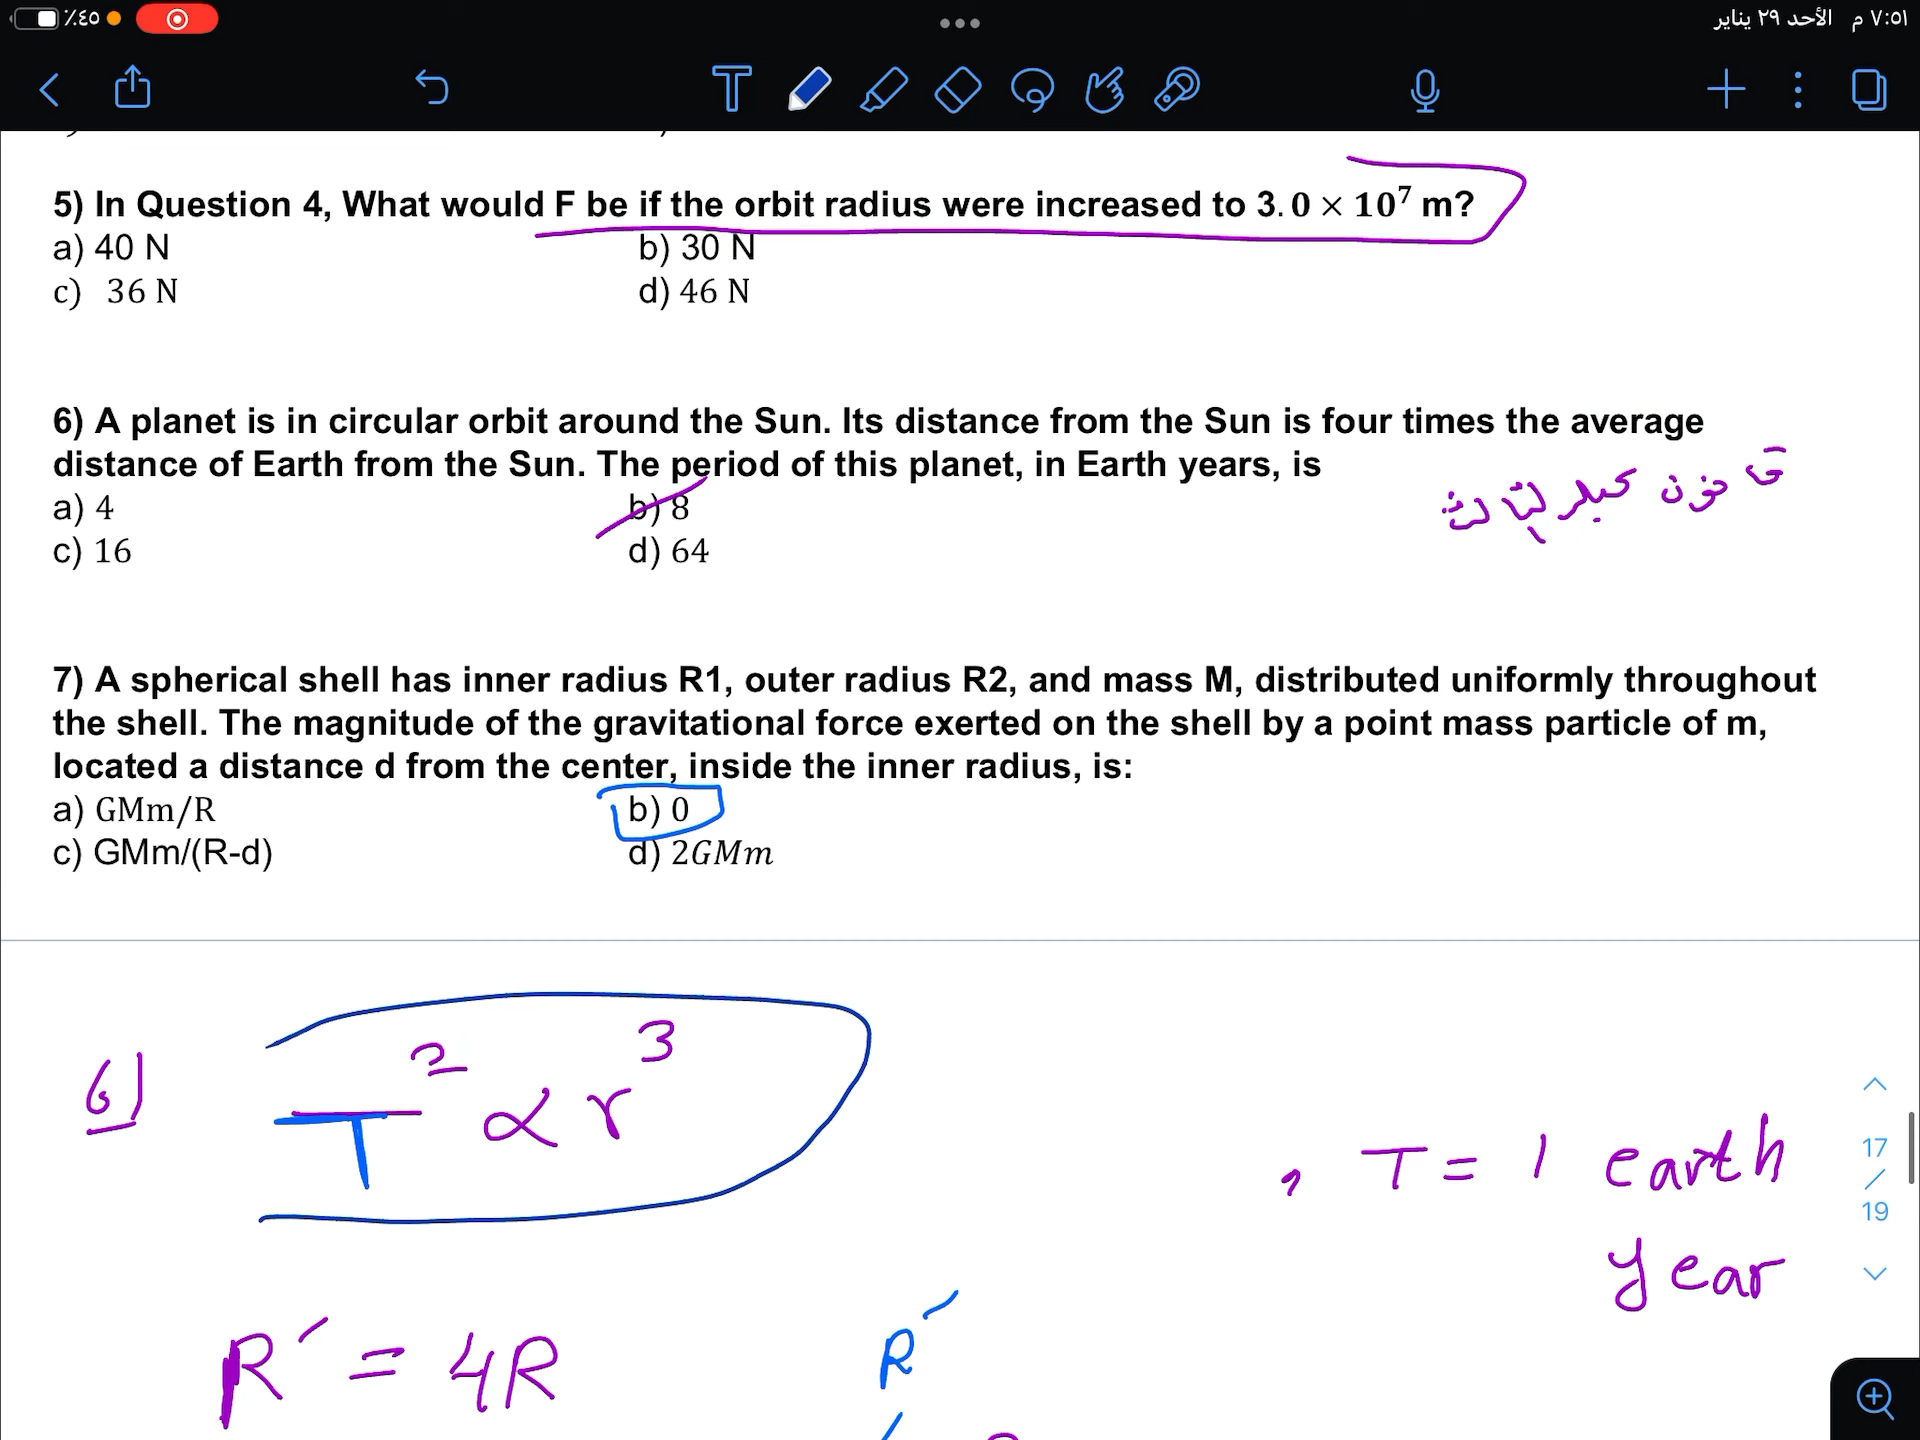 ٪٤٥
٧:٥١ م الأحد ٢٩ يناير
5) In Question 4, What would F be if the orbit radius were increased to 3.0 × 10⁷ m?
a) 40 N b) 30 N
c) 36 N d) 46 N
6) A planet is in circular orbit around the Sun. Its distance from the Sun is four times the average
distance of Earth from the Sun. The period of this planet, in Earth years, is
a) 4 b) 8
c) 16 d) 64
7) A spherical shell has inner radius R1, outer radius R2, and mass M, distributed uniformly throughout
the shell. The magnitude of the gravitational force exerted on the shell by a point mass particle of m,
located a distance d from the center, inside the inner radius, is:
a) GMm/R b) 0
c) GMm/(R-d) d) 2GMm
6) T² ∝ r³
, T = 1 earth
year
R´ = 4R
R´
17
/
19